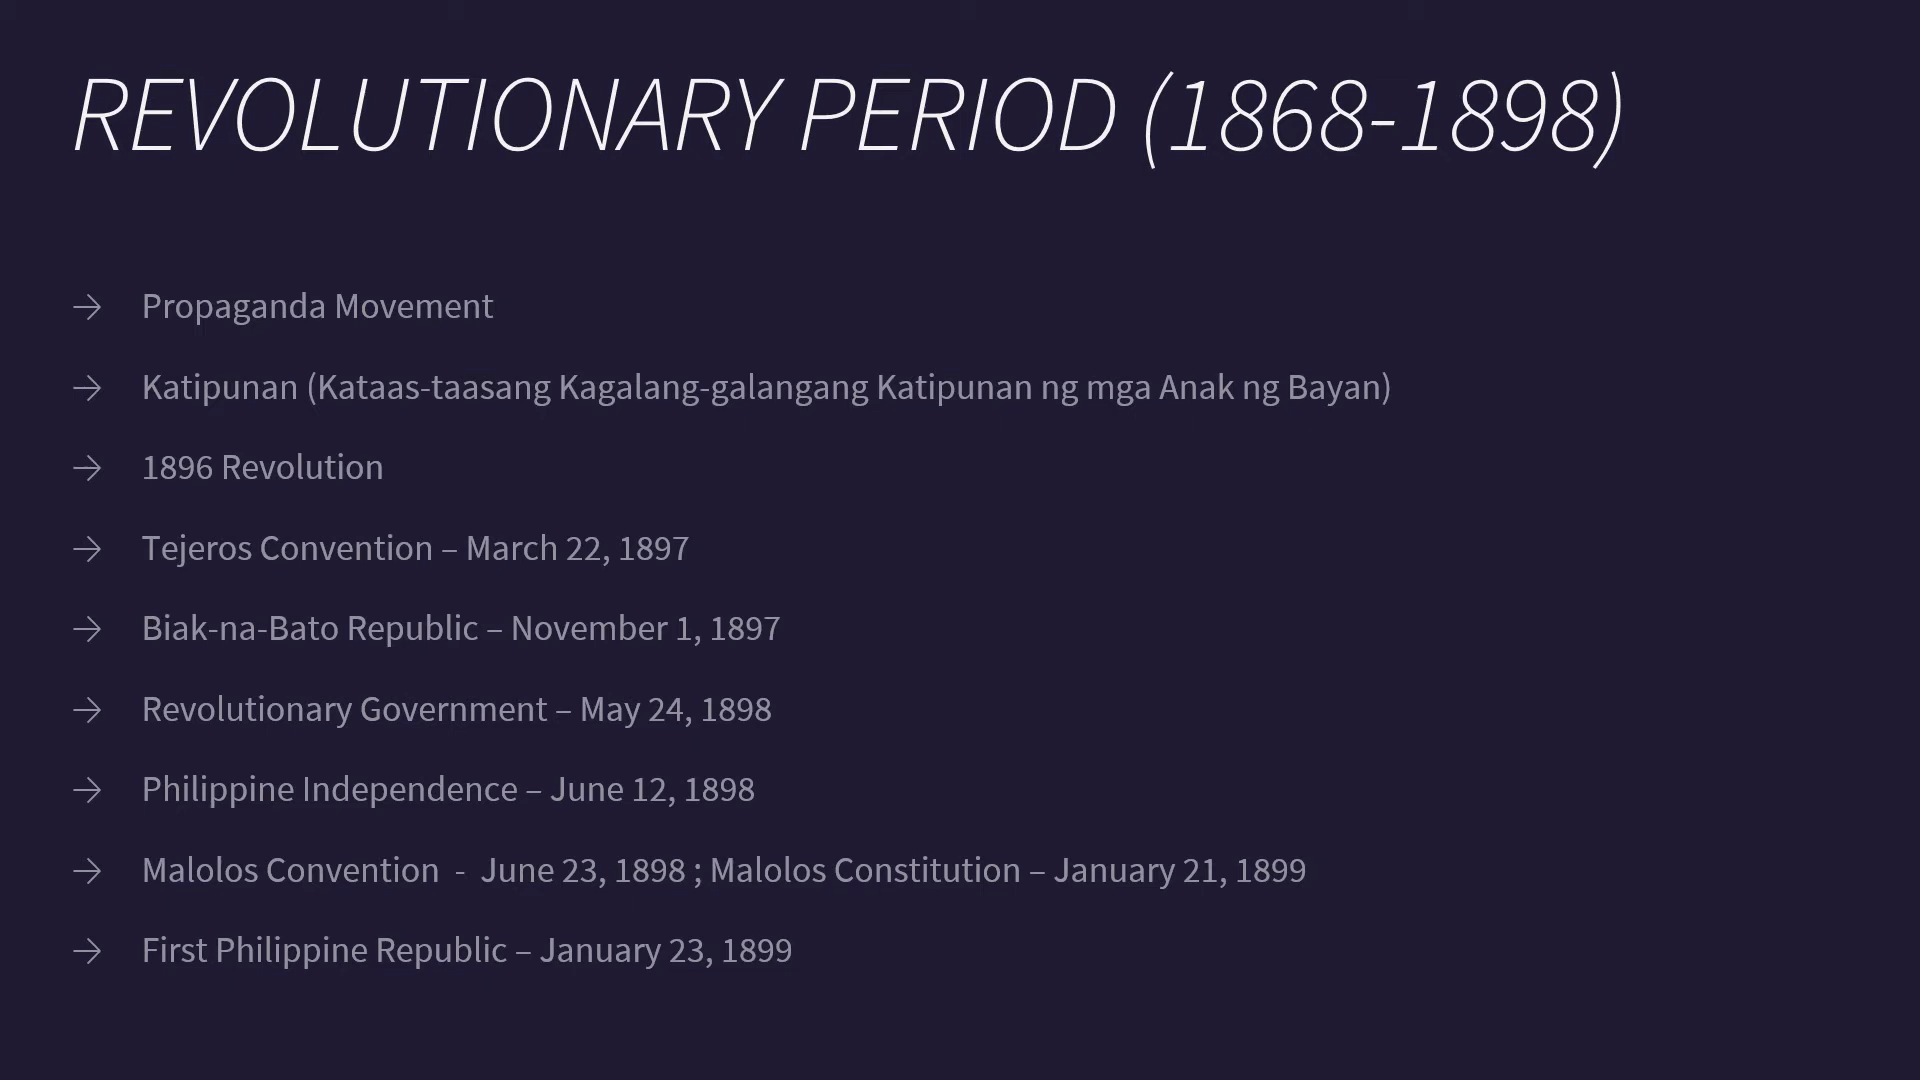 REVOLUTIONARY PERIOD (1868-1898)
→ Propaganda Movement
→ Katipunan (Kataas-taasang Kagalang-galangang Katipunan ng mga Anak ng Bayan)
→ 1896 Revolution
→ Tejeros Convention – March 22, 1897
→ Biak-na-Bato Republic – November 1, 1897
→ Revolutionary Government – May 24, 1898
→ Philippine Independence – June 12, 1898
→ Malolos Convention  -  June 23, 1898 ; Malolos Constitution – January 21, 1899
→ First Philippine Republic – January 23, 1899